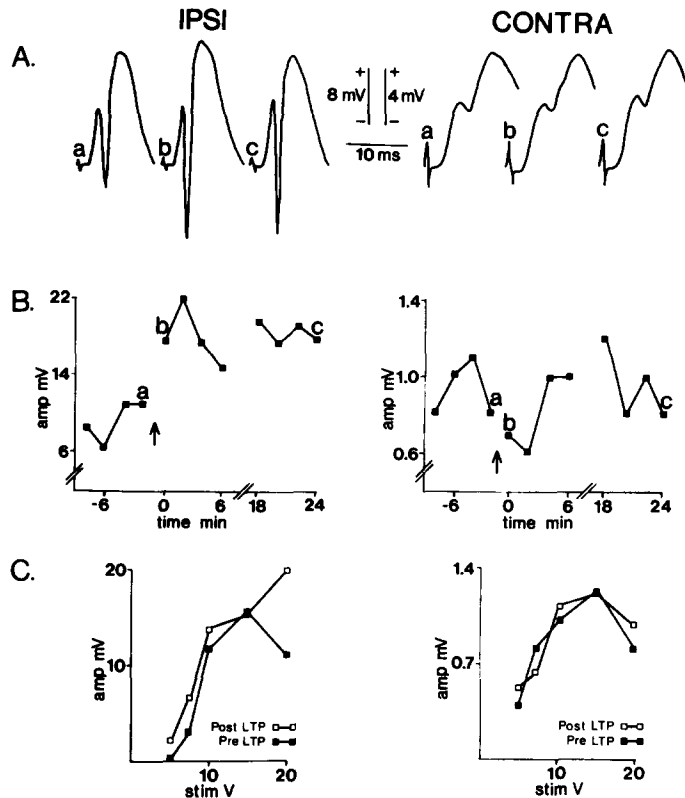 IPSI CONTRA
A.
+ +
8 mV 4 mV
− −
10 ms
a b c a b c
B.
22
14
6
amp mV
b
a
c
-6 0 6 18 24
time min
1.4
1.0
0.6
amp mV
a
b
c
-6 0 6 18 24
time min
C.
20
10
amp mV
Post LTP
Pre LTP
10 20
stim V
1.4
0.7
amp mV
Post LTP
Pre LTP
10 20
stim V